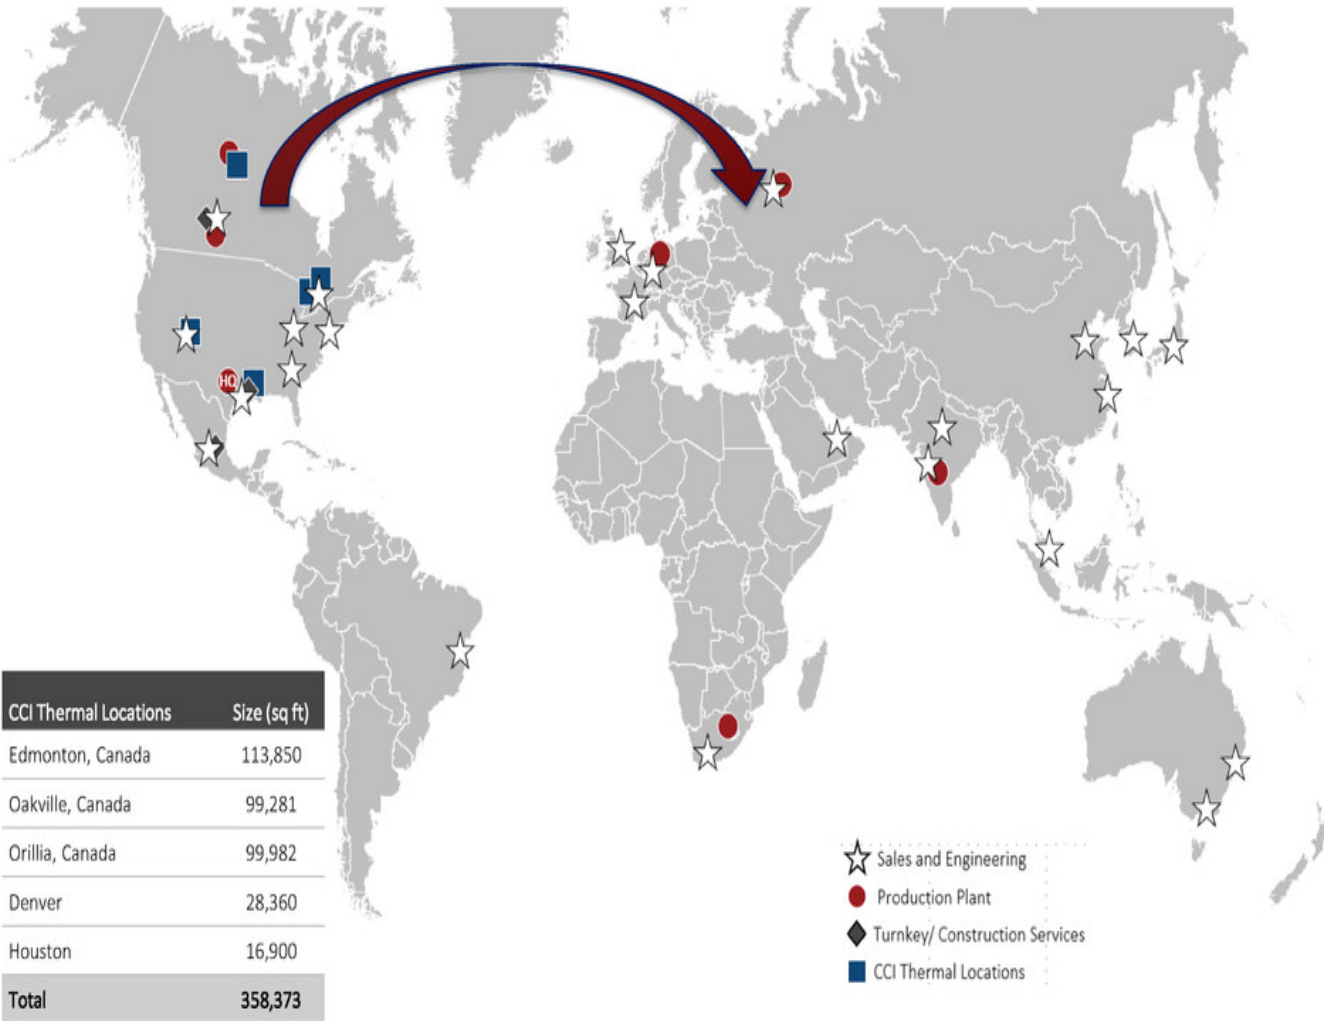 HQ
CCI Thermal Locations Size (sq ft)
Edmonton, Canada 113,850
Oakville, Canada 99,281
Orillia, Canada 99,982
Denver 28,360
Houston 16,900
Total 358,373
Sales and Engineering
Production Plant
Turnkey/ Construction Services
CCI Thermal Locations